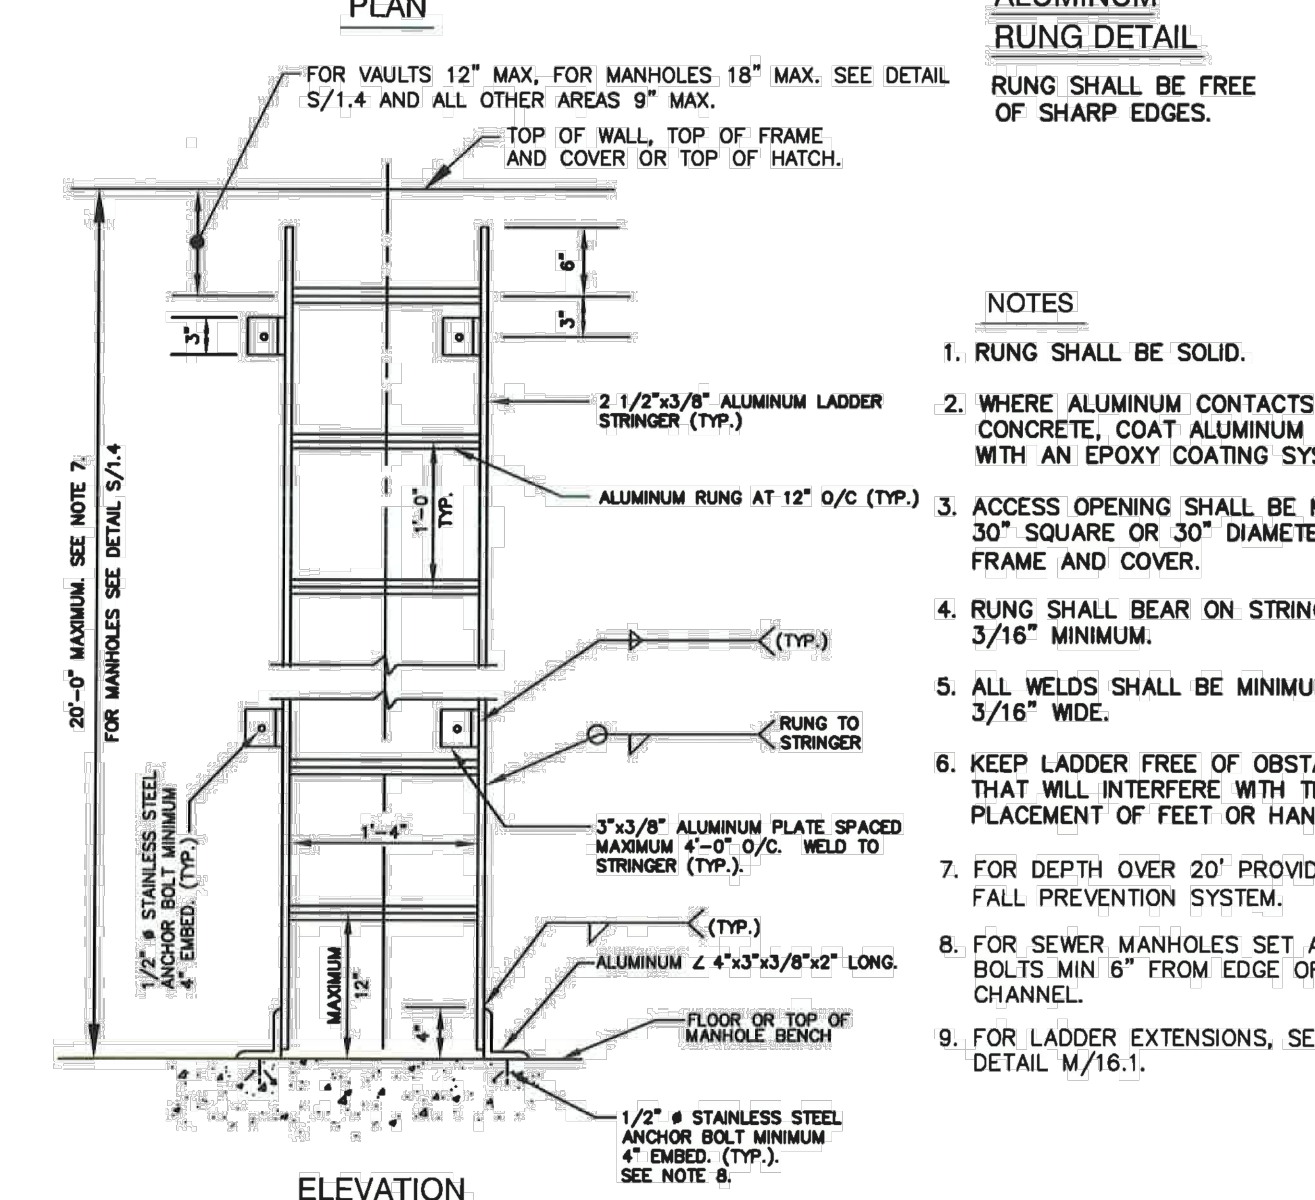 PLAN
ALUMINUM
RUNG DETAIL
RUNG SHALL BE FREE
OF SHARP EDGES.
FOR VAULTS 12" MAX, FOR MANHOLES 18" MAX. SEE DETAIL
S/1.4 AND ALL OTHER AREAS 9" MAX.
TOP OF WALL, TOP OF FRAME
AND COVER OR TOP OF HATCH.
6"
3"
3"
2 1/2"x3/8" ALUMINUM LADDER
STRINGER (TYP.)
ALUMINUM RUNG AT 12" O/C (TYP.)
1'-0"
TYP.
20'-0" MAXIMUM. SEE NOTE 7.
FOR MANHOLES SEE DETAIL S/1.4
(TYP.)
RUNG TO
STRINGER
3"x3/8" ALUMINUM PLATE SPACED
MAXIMUM 4'-0" O/C. WELD TO
STRINGER (TYP.).
1'-4"
1/2" ø STAINLESS STEEL
ANCHOR BOLT MINIMUM
4" EMBED. (TYP.)
(TYP.)
ALUMINUM ∠ 4"x3"x3/8"x2" LONG.
MAXIMUM
12"
4"
FLOOR OR TOP OF
MANHOLE BENCH
1/2" ø STAINLESS STEEL
ANCHOR BOLT MINIMUM
4" EMBED. (TYP.).
SEE NOTE 8.
ELEVATION
NOTES
1. RUNG SHALL BE SOLID.
2. WHERE ALUMINUM CONTACTS
CONCRETE, COAT ALUMINUM
WITH AN EPOXY COATING
3. ACCESS OPENING SHALL BE
30" SQUARE OR 30"
FRAME AND COVER.
4. RUNG SHALL BEAR ON
3/16" MINIMUM.
5. ALL WELDS SHALL BE
3/16" WIDE.
6. KEEP LADDER FREE OF
THAT WILL INTERFERE WITH
PLACEMENT OF FEET OR
7. FOR DEPTH OVER 20'
FALL PREVENTION SYSTEM.
8. FOR SEWER MANHOLES SET
BOLTS MIN 6" FROM EDGE
CHANNEL.
9. FOR LADDER EXTENSIONS,
DETAIL M/16.1.